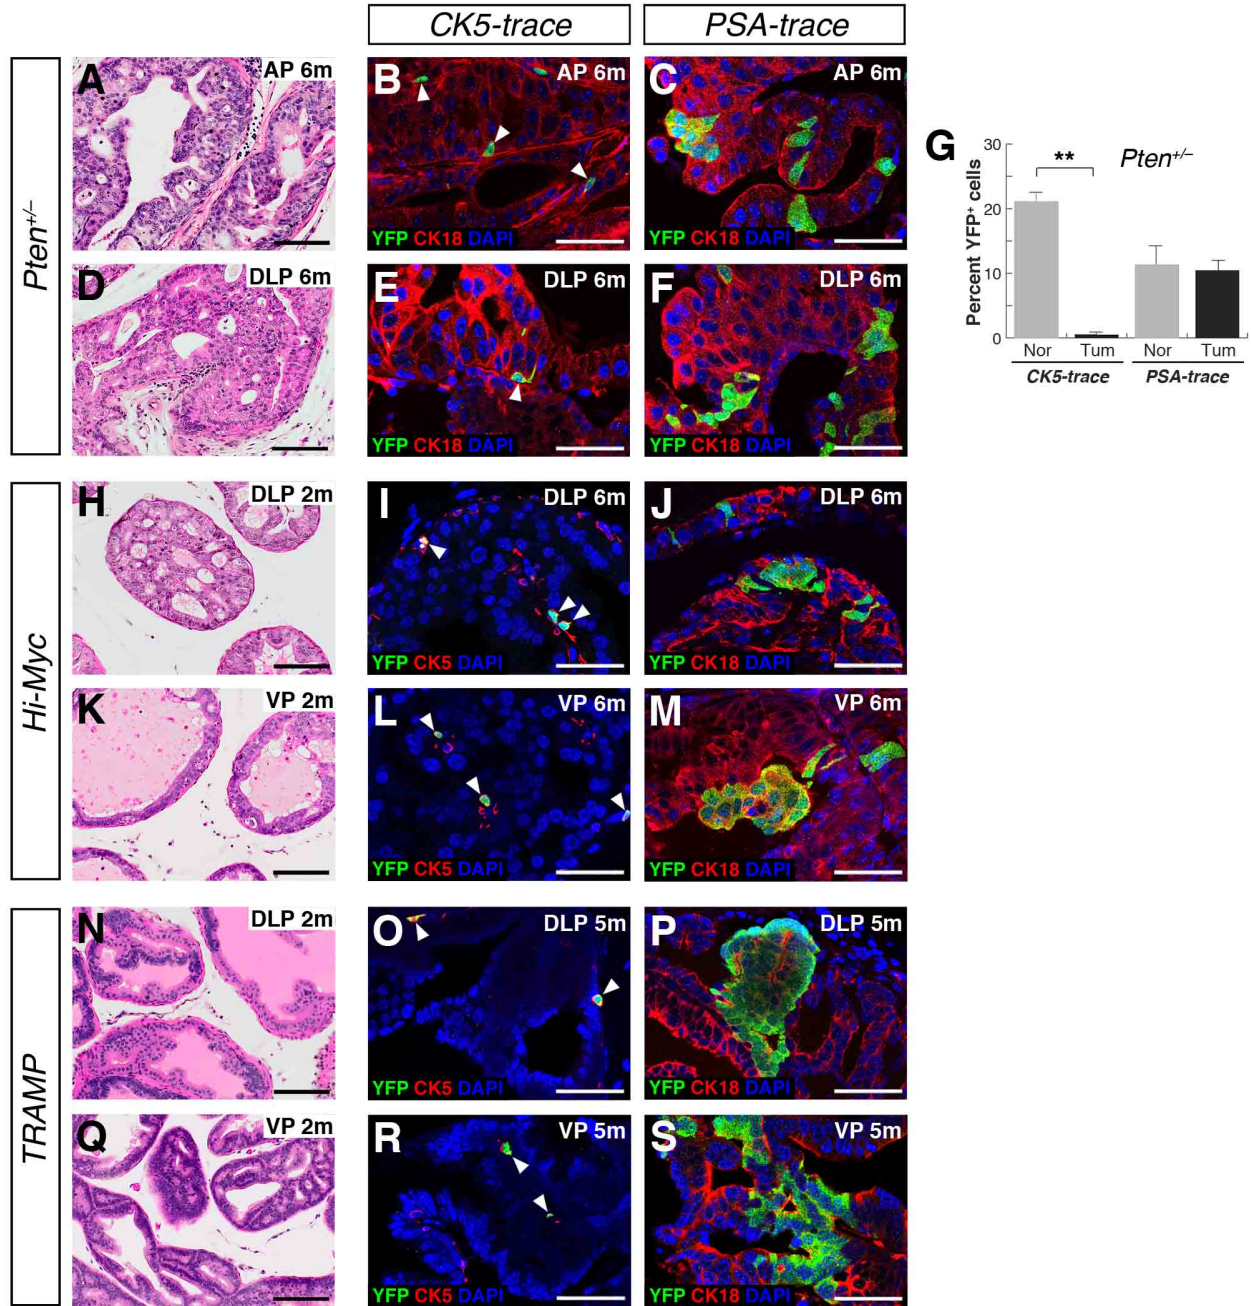 CK5-trace PSA-trace
Pten+/–
A AP 6m
B AP 6m
YFP CK18 DAPI
C AP 6m
YFP CK18 DAPI
D DLP 6m
E DLP 6m
YFP CK18 DAPI
F DLP 6m
YFP CK18 DAPI
G
Pten+/–
**
Percent YFP+ cells
30
20
10
0
Nor Tum Nor Tum
CK5-trace PSA-trace
Hi-Myc
H DLP 2m
I DLP 6m
YFP CK5 DAPI
J DLP 6m
YFP CK18 DAPI
K VP 2m
L VP 6m
YFP CK5 DAPI
M VP 6m
YFP CK18 DAPI
TRAMP
N DLP 2m
O DLP 5m
YFP CK5 DAPI
P DLP 5m
YFP CK18 DAPI
Q VP 2m
R VP 5m
YFP CK5 DAPI
S VP 5m
YFP CK18 DAPI